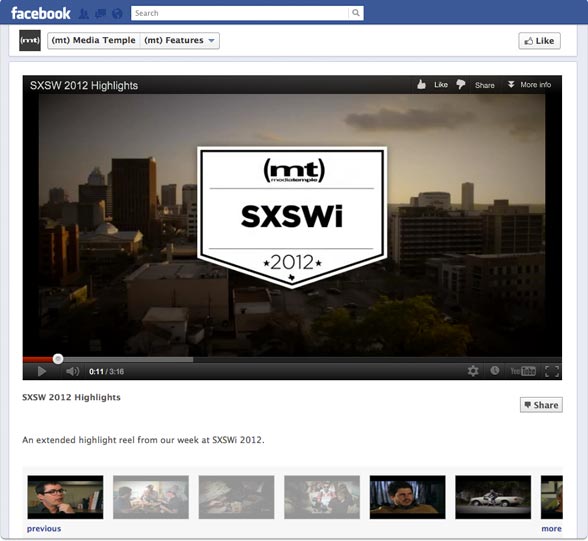 facebook Search
(mt) (mt) Media Temple (mt) Features Like
SXSW 2012 Highlights Like Share More info
(mt)
mediatemple
SXSWi
2012
0:11 / 3:16 YouTube
SXSW 2012 Highlights
Share
An extended highlight reel from our week at SXSWi 2012.
previous more